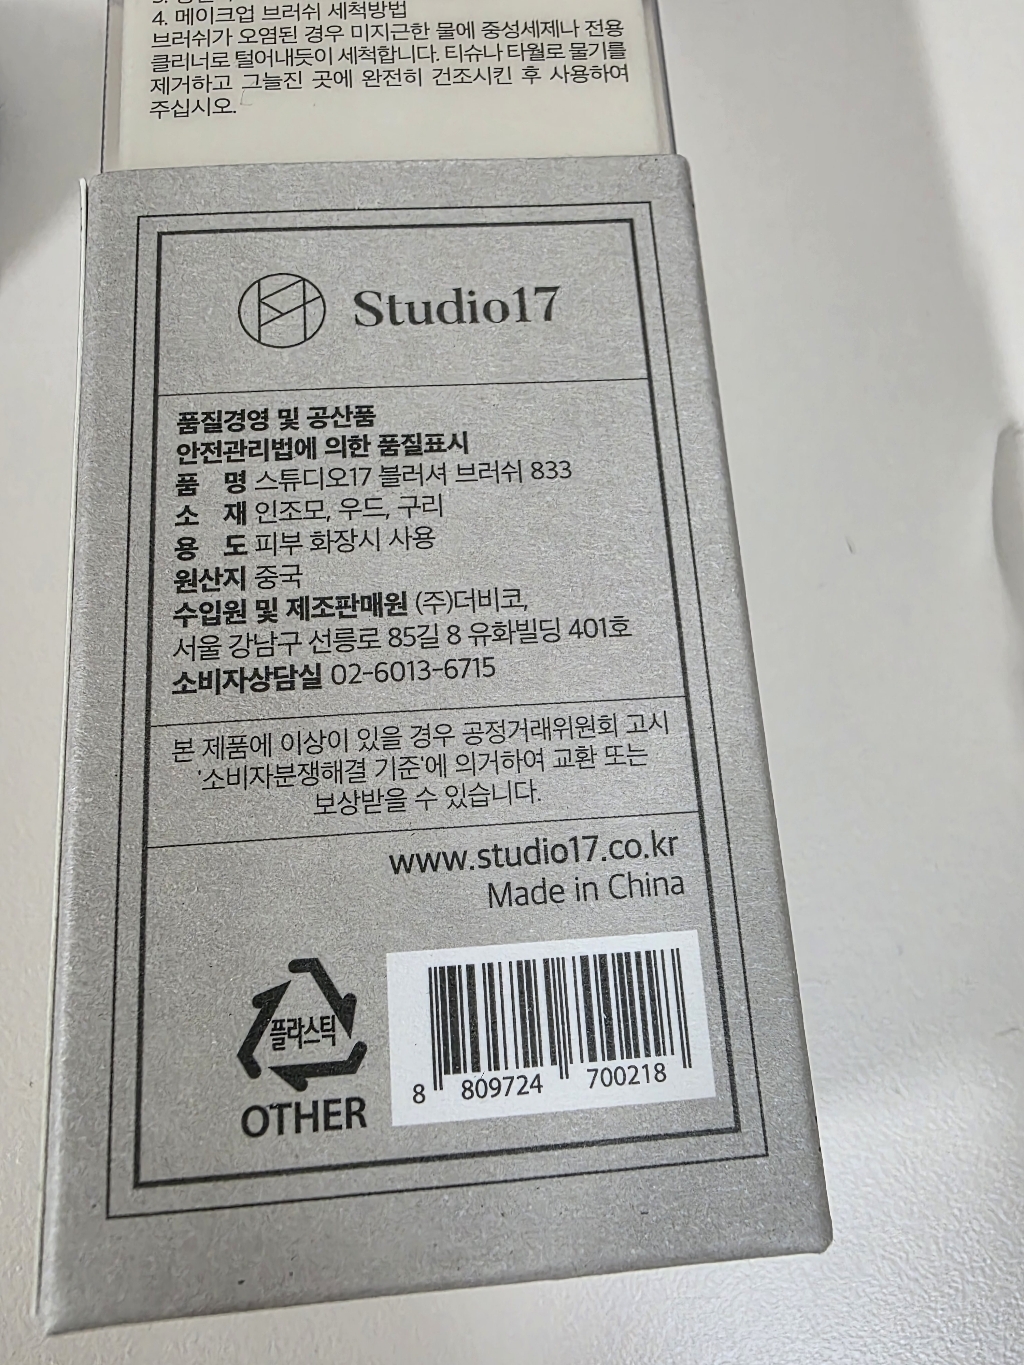 4. 메이크업 브러쉬 세척방법
브러쉬가 오염된 경우 미지근한 물에 중성세제나 전용
클리너로 털어내듯이 세척합니다. 티슈나 타월로 물기를
제거하고 그늘진 곳에 완전히 건조시킨 후 사용하여
주십시오.
Studio17
품질경영 및 공산품
안전관리법에 의한 품질표시
품 명 스튜디오17 블러셔 브러쉬 833
소 재 인조모, 우드, 구리
용 도 피부 화장시 사용
원산지 중국
수입원 및 제조판매원 (주)더비코,
서울 강남구 선릉로 85길 8 유화빌딩 401호
소비자상담실 02-6013-6715
본 제품에 이상이 있을 경우 공정거래위원회 고시
'소비자분쟁해결 기준'에 의거하여 교환 또는
보상받을 수 있습니다.
www.studio17.co.kr
Made in China
플라스틱
OTHER
8 809724 700218